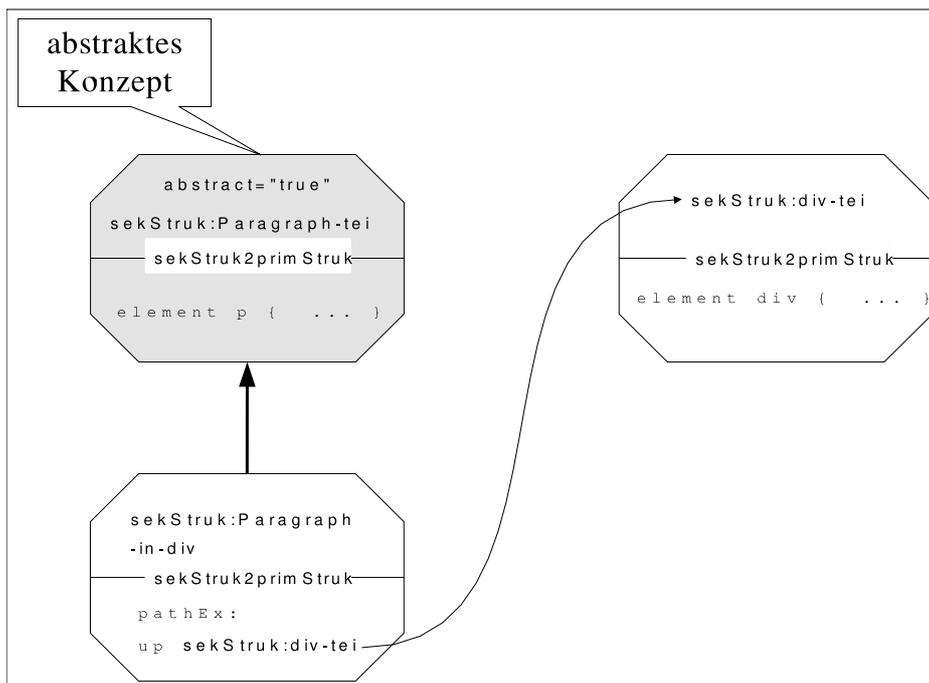 abstraktes
Konzept
abstract="true"
sekStruk:Paragraph-tei
sekStruk2primStruk
element p { ... }
sekStruk:div-tei
sekStruk2primStruk
element div { ... }
sekStruk:Paragraph
-in-div
sekStruk2primStruk
pathEx:
up sekStruk:div-tei